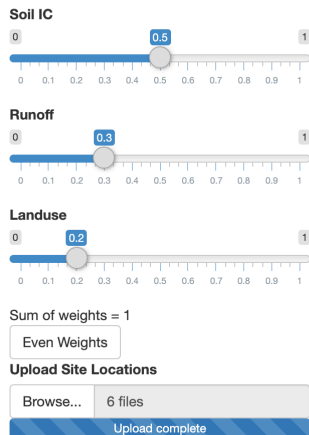 Soil IC
0 0.5 1
0 0.1 0.2 0.3 0.4 0.5 0.6 0.7 0.8 0.9 1
Runoff
0 0.3 1
0 0.1 0.2 0.3 0.4 0.5 0.6 0.7 0.8 0.9 1
Landuse
0 0.2 1
0 0.1 0.2 0.3 0.4 0.5 0.6 0.7 0.8 0.9 1
Sum of weights = 1
Even Weights
Upload Site Locations
Browse... 6 files
Upload complete